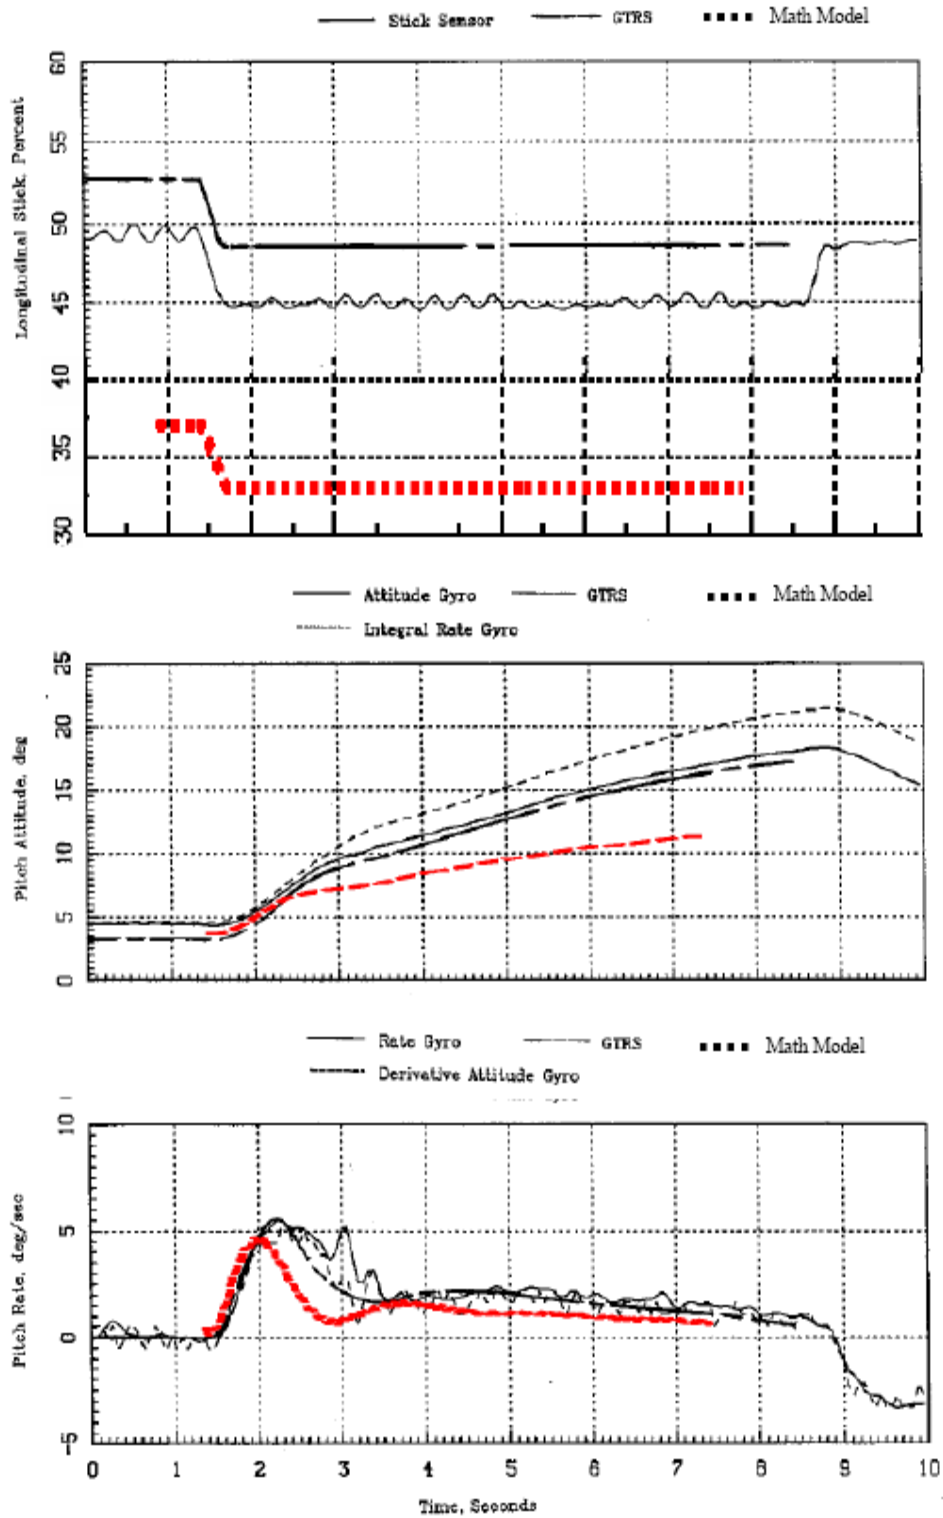 Stick Sensor GTRS Math Model
Longitudinal Stick, Percent
60
55
50
45
40
35
30
Attitude Gyro GTRS Math Model
Integral Rate Gyro
Pitch Attitude, deg
25
20
15
10
5
0
Rate Gyro GTRS Math Model
Derivative Attitude Gyro
Pitch Rate, deg/sec
10
5
0
-5
0 1 2 3 4 5 6 7 8 9 10
Time, Seconds